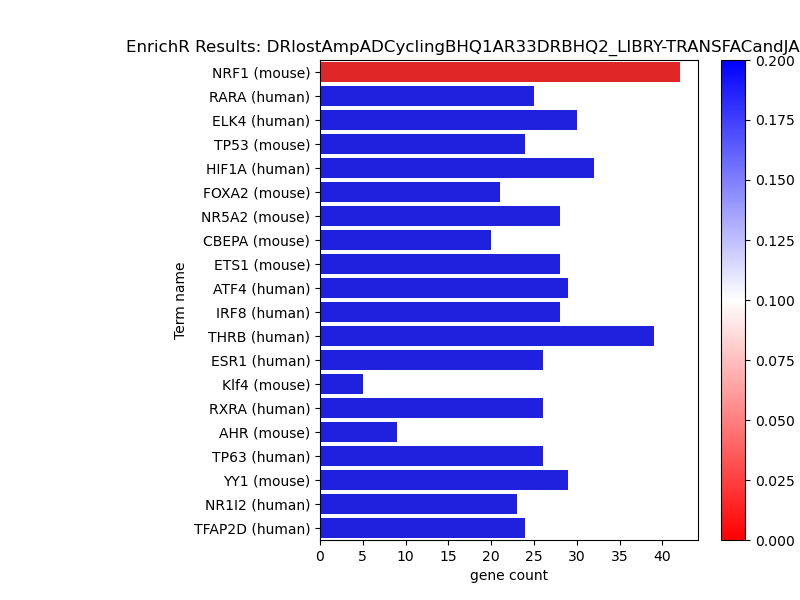 EnrichR Results: DRlostAmpADCyclingBHQ1AR33DRBHQ2_LIBRY-TRANSFACandJA
NRF1 (mouse)
RARA (human)
ELK4 (human)
TP53 (mouse)
HIF1A (human)
FOXA2 (mouse)
NR5A2 (mouse)
CBEPA (mouse)
ETS1 (mouse)
ATF4 (human)
IRF8 (human)
THRB (human)
ESR1 (human)
Klf4 (mouse)
RXRA (human)
AHR (mouse)
TP63 (human)
YY1 (mouse)
NR1I2 (human)
TFAP2D (human)
Term name
0 5 10 15 20 25 30 35 40
gene count
0.200
0.175
0.150
0.125
0.100
0.075
0.050
0.025
0.000